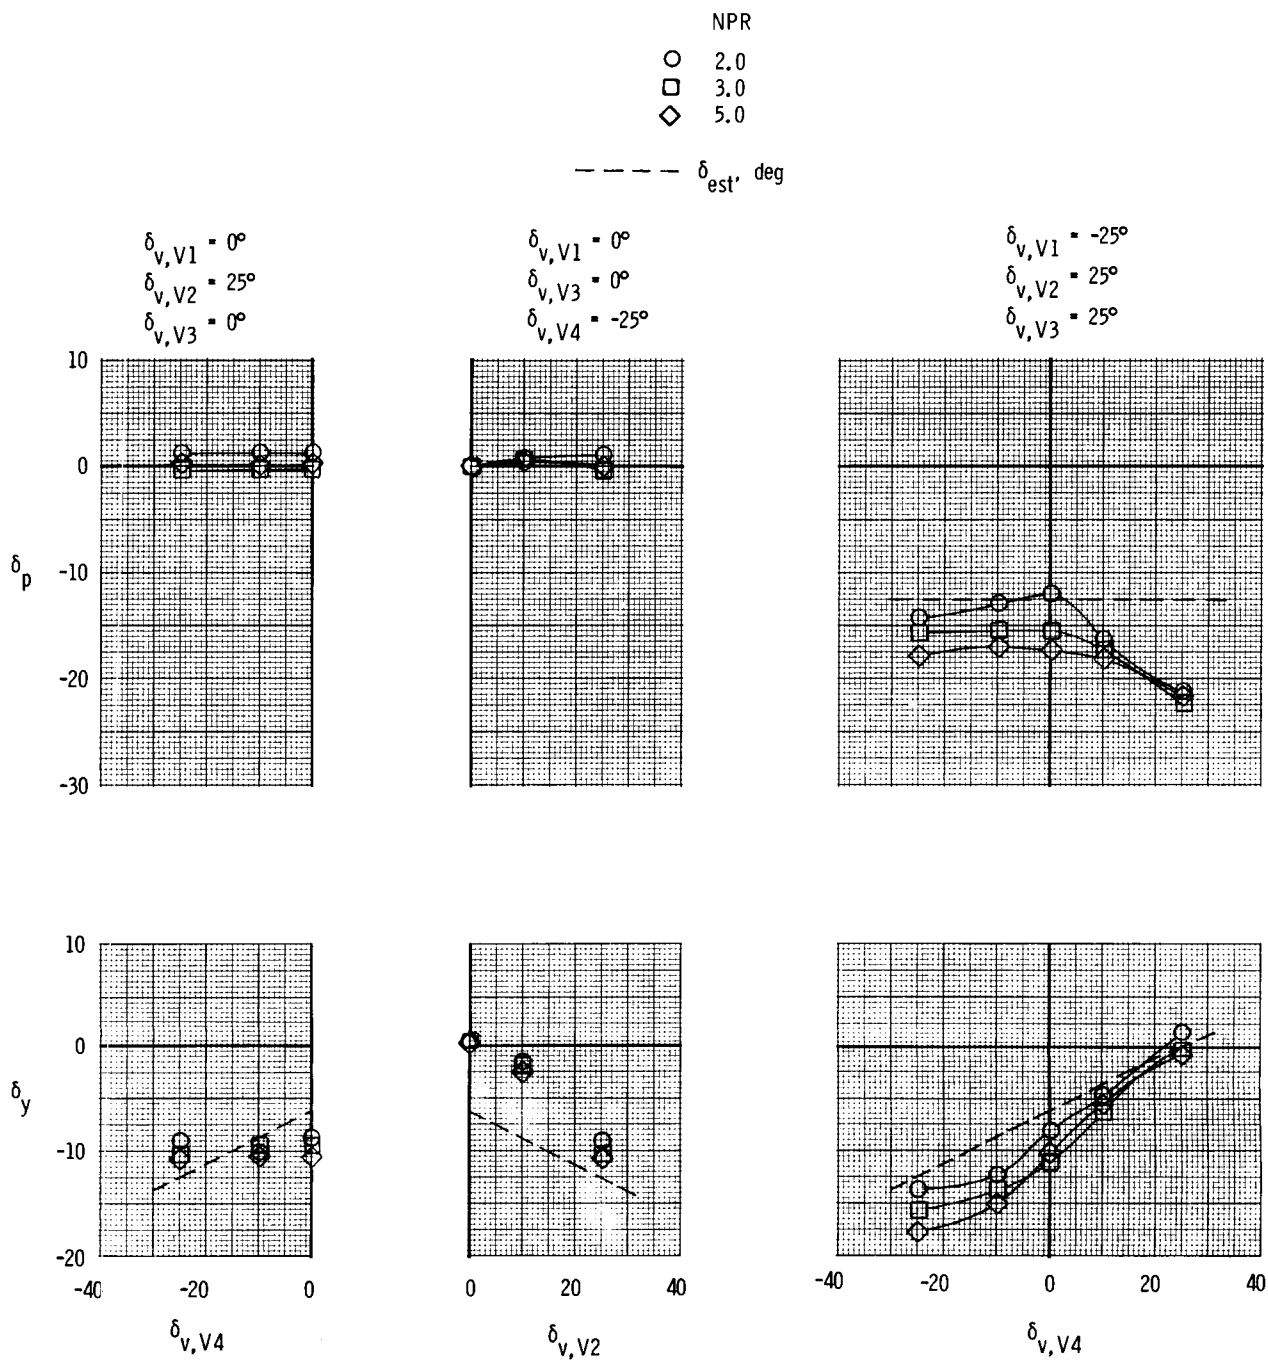 NPR
2.0
3.0
5.0
δest, deg
δv,V1 = 0°
δv,V2 = 25°
δv,V3 = 0°
δv,V1 = 0°
δv,V3 = 0°
δv,V4 = -25°
δv,V1 = -25°
δv,V2 = 25°
δv,V3 = 25°
10
0
-10
-20
-30
δp
10
0
-10
-20
δy
-40 -20 0
0 20 40
-40 -20 0 20 40
δv,V4
δv,V2
δv,V4